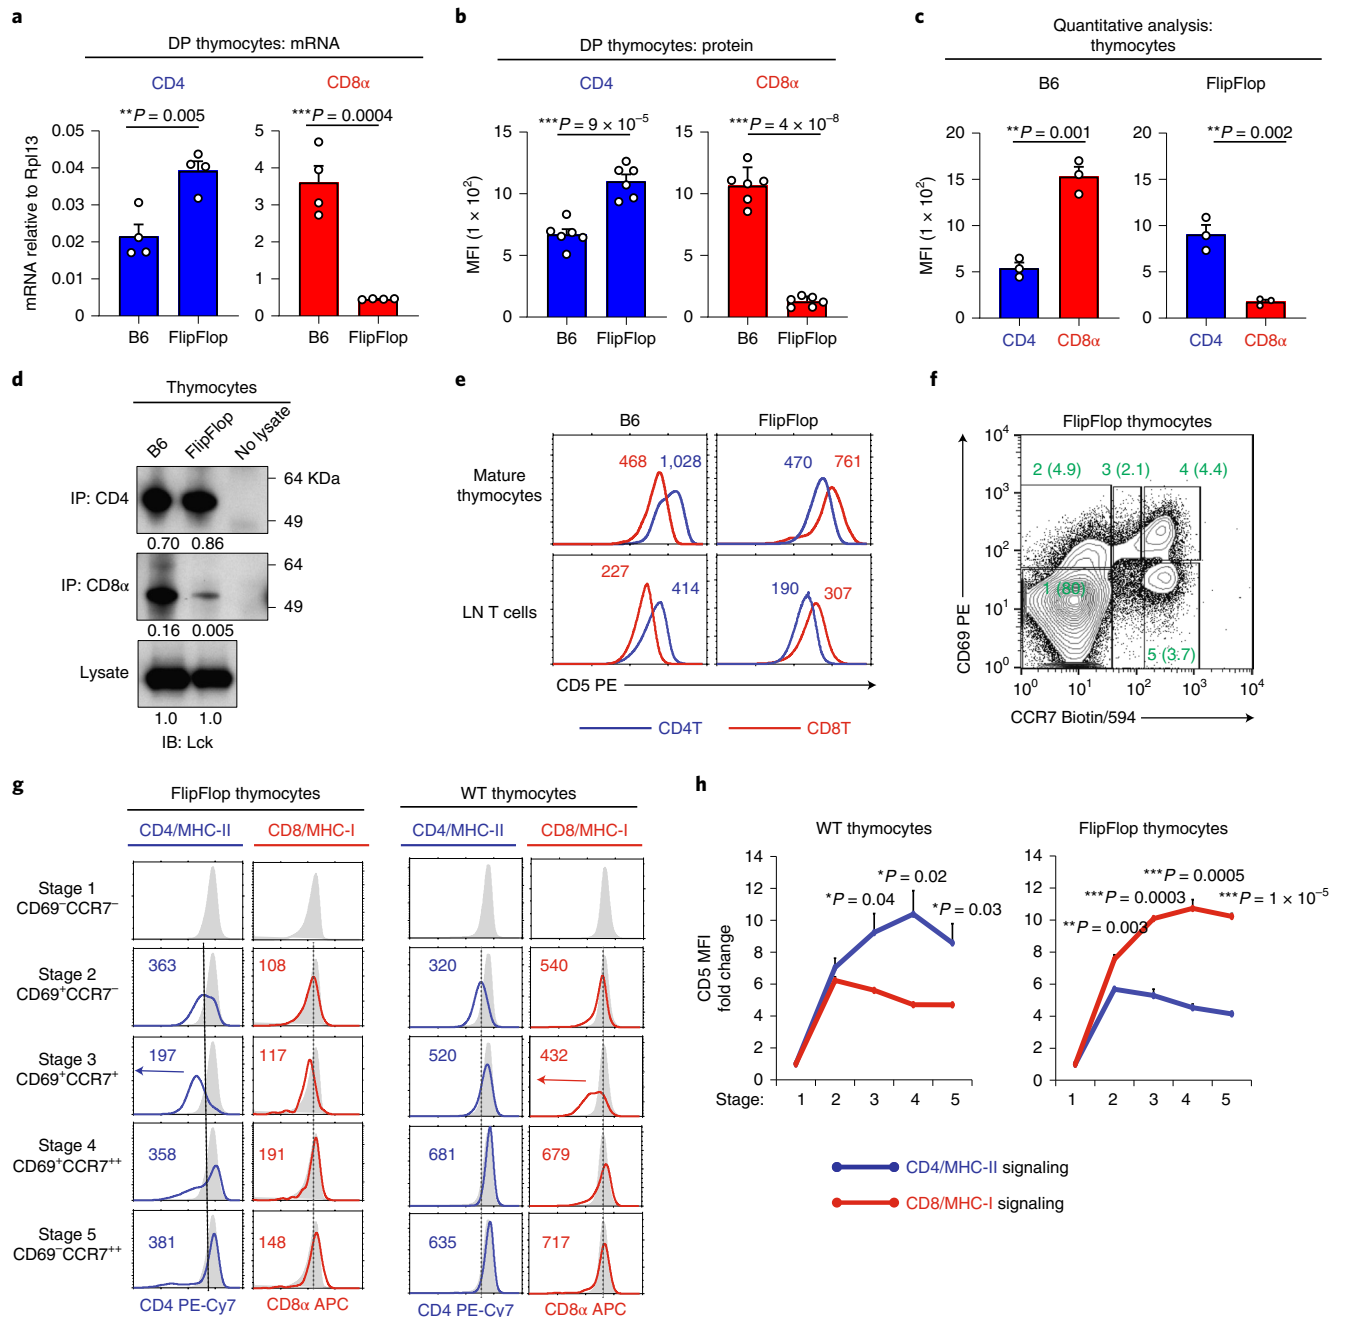 a
DP thymocytes: mRNA
CD4
CD8α
**P = 0.005
***P = 0.0004
mRNA relative to Rpl13
0.05
0.04
0.03
0.02
0.01
0
5
4
3
2
1
0
B6
FlipFlop
B6
FlipFlop
b
DP thymocytes: protein
CD4
CD8α
***P = 9 × 10⁻⁵
***P = 4 × 10⁻⁸
MFI (1 × 10²)
15
10
5
0
15
10
5
0
B6
FlipFlop
B6
FlipFlop
c
Quantitative analysis:
thymocytes
B6
FlipFlop
**P = 0.001
**P = 0.002
MFI (1 × 10²)
20
15
10
5
0
20
15
10
5
0
CD4
CD8α
CD4
CD8α
d
Thymocytes
B6
FlipFlop
No lysate
IP: CD4
64 KDa
49
0.70
0.86
IP: CD8α
64
49
0.16
0.005
Lysate
1.0
1.0
IB: Lck
e
B6
FlipFlop
Mature
thymocytes
468
1,028
470
761
LN T cells
227
414
190
307
CD5 PE
CD4T
CD8T
f
FlipFlop thymocytes
CD69 PE
10⁴
10³
10²
10¹
10⁰
2 (4.9)
3 (2.1)
4 (4.4)
1 (80)
5 (3.7)
10⁰
10¹
10²
10³
10⁴
CCR7 Biotin/594
g
FlipFlop thymocytes
WT thymocytes
CD4/MHC-II
CD8/MHC-I
CD4/MHC-II
CD8/MHC-I
Stage 1
CD69⁻CCR7⁻
Stage 2
CD69⁺CCR7⁻
363
108
320
540
Stage 3
CD69⁺CCR7⁺
197
117
520
432
Stage 4
CD69⁺CCR7⁺⁺
358
191
681
679
Stage 5
CD69⁻CCR7⁺⁺
381
148
635
717
CD4 PE-Cy7
CD8α APC
CD4 PE-Cy7
CD8α APC
h
WT thymocytes
FlipFlop thymocytes
CD5 MFI
fold change
14
12
10
8
6
4
2
0
*P = 0.04
*P = 0.02
*P = 0.03
14
12
10
8
6
4
2
0
**P = 0.003
***P = 0.0003
***P = 0.0005
***P = 1 × 10⁻⁵
Stage:
1
2
3
4
5
1
2
3
4
5
CD4/MHC-II signaling
CD8/MHC-I signaling